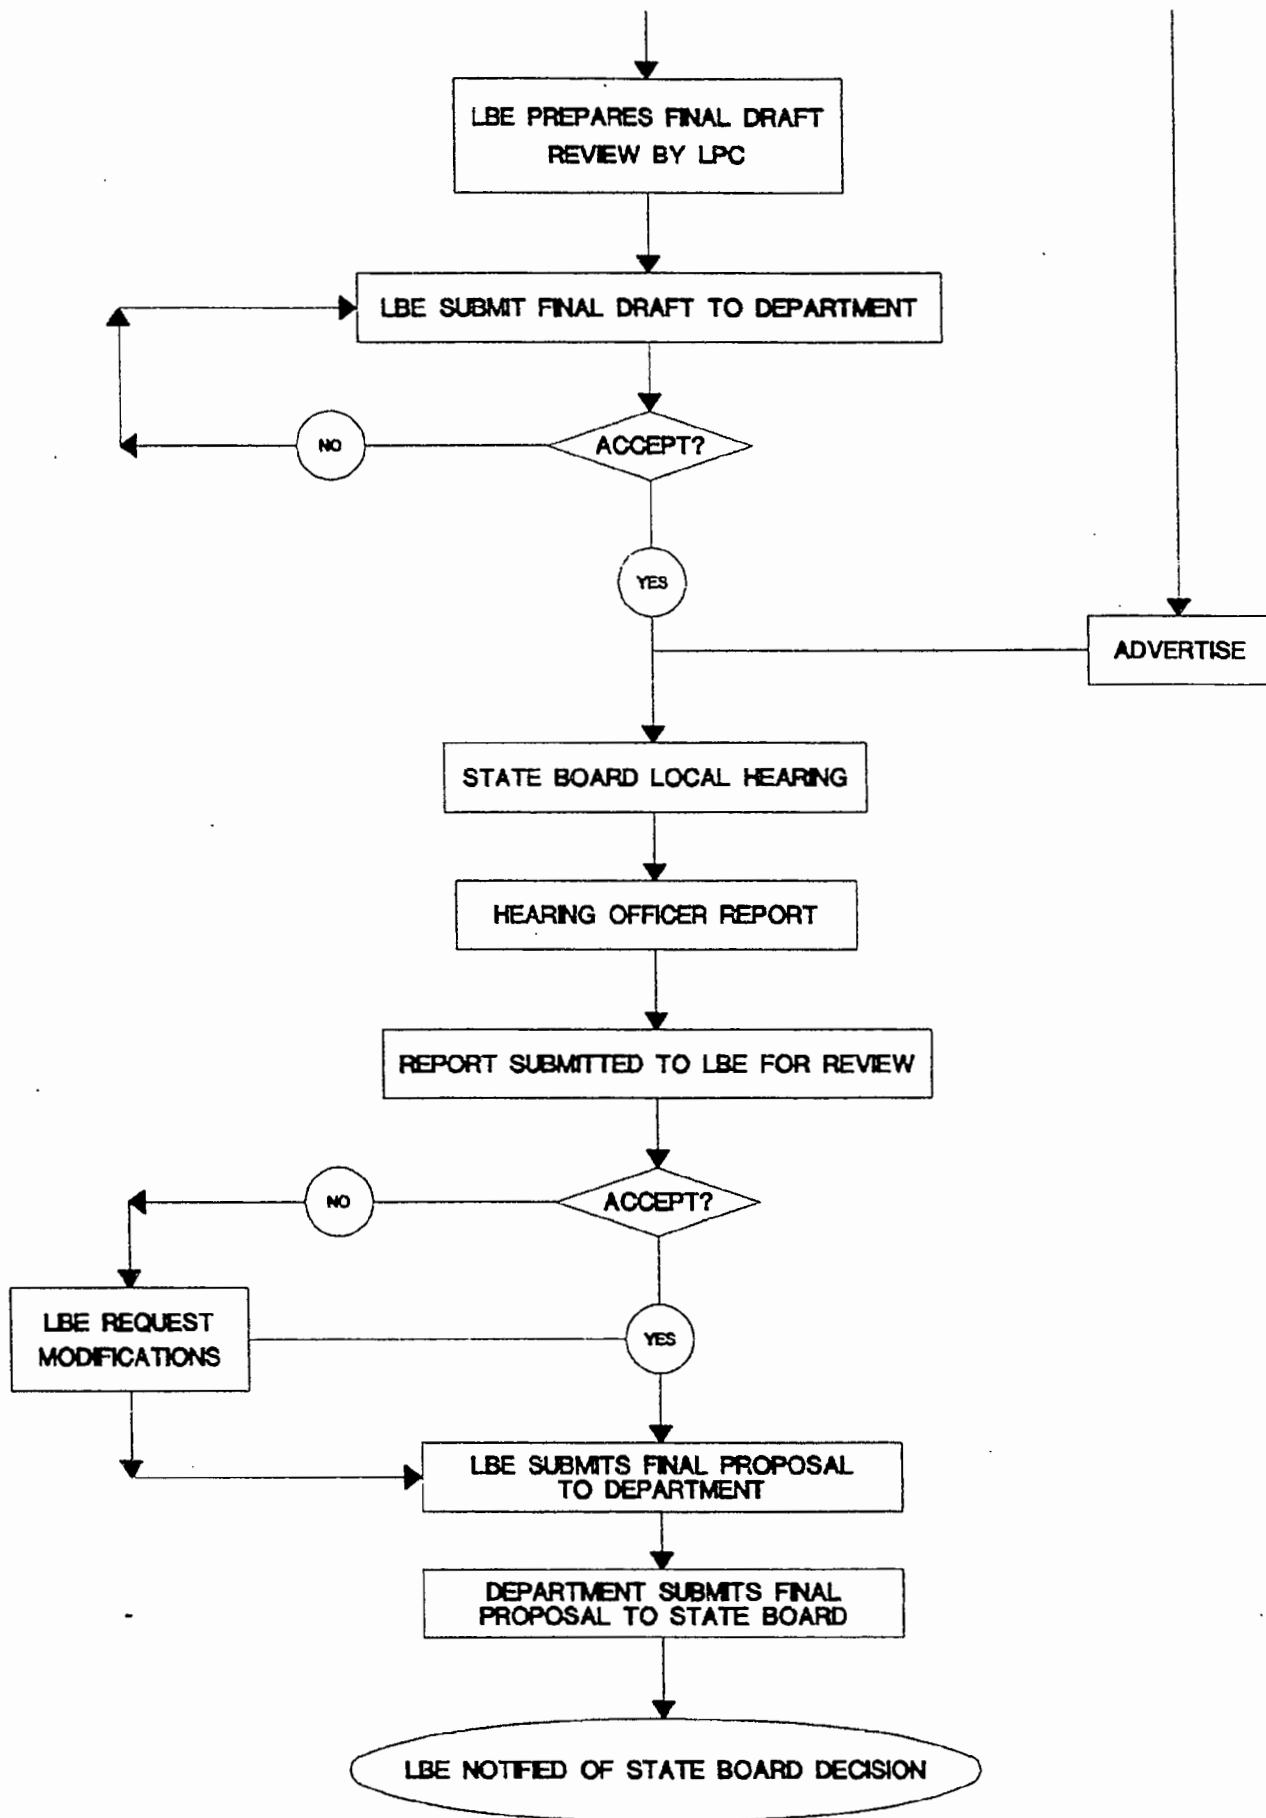 LBE PREPARES FINAL DRAFT
REVIEW BY LPC
LBE SUBMIT FINAL DRAFT TO DEPARTMENT
NO
ACCEPT?
YES
ADVERTISE
STATE BOARD LOCAL HEARING
HEARING OFFICER REPORT
REPORT SUBMITTED TO LBE FOR REVIEW
NO
ACCEPT?
LBE REQUEST
MODIFICATIONS
YES
LBE SUBMITS FINAL PROPOSAL
TO DEPARTMENT
DEPARTMENT SUBMITS FINAL
PROPOSAL TO STATE BOARD
LBE NOTIFIED OF STATE BOARD DECISION